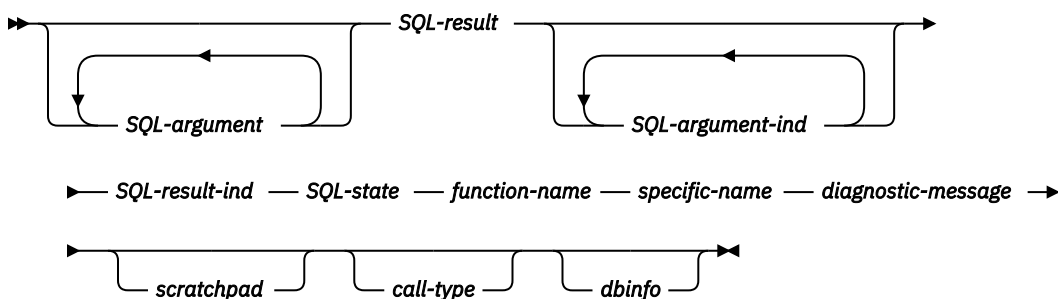 SQL-result
SQL-argument SQL-argument-ind
SQL-result-ind SQL-state function-name specific-name diagnostic-message
scratchpad call-type dbinfo